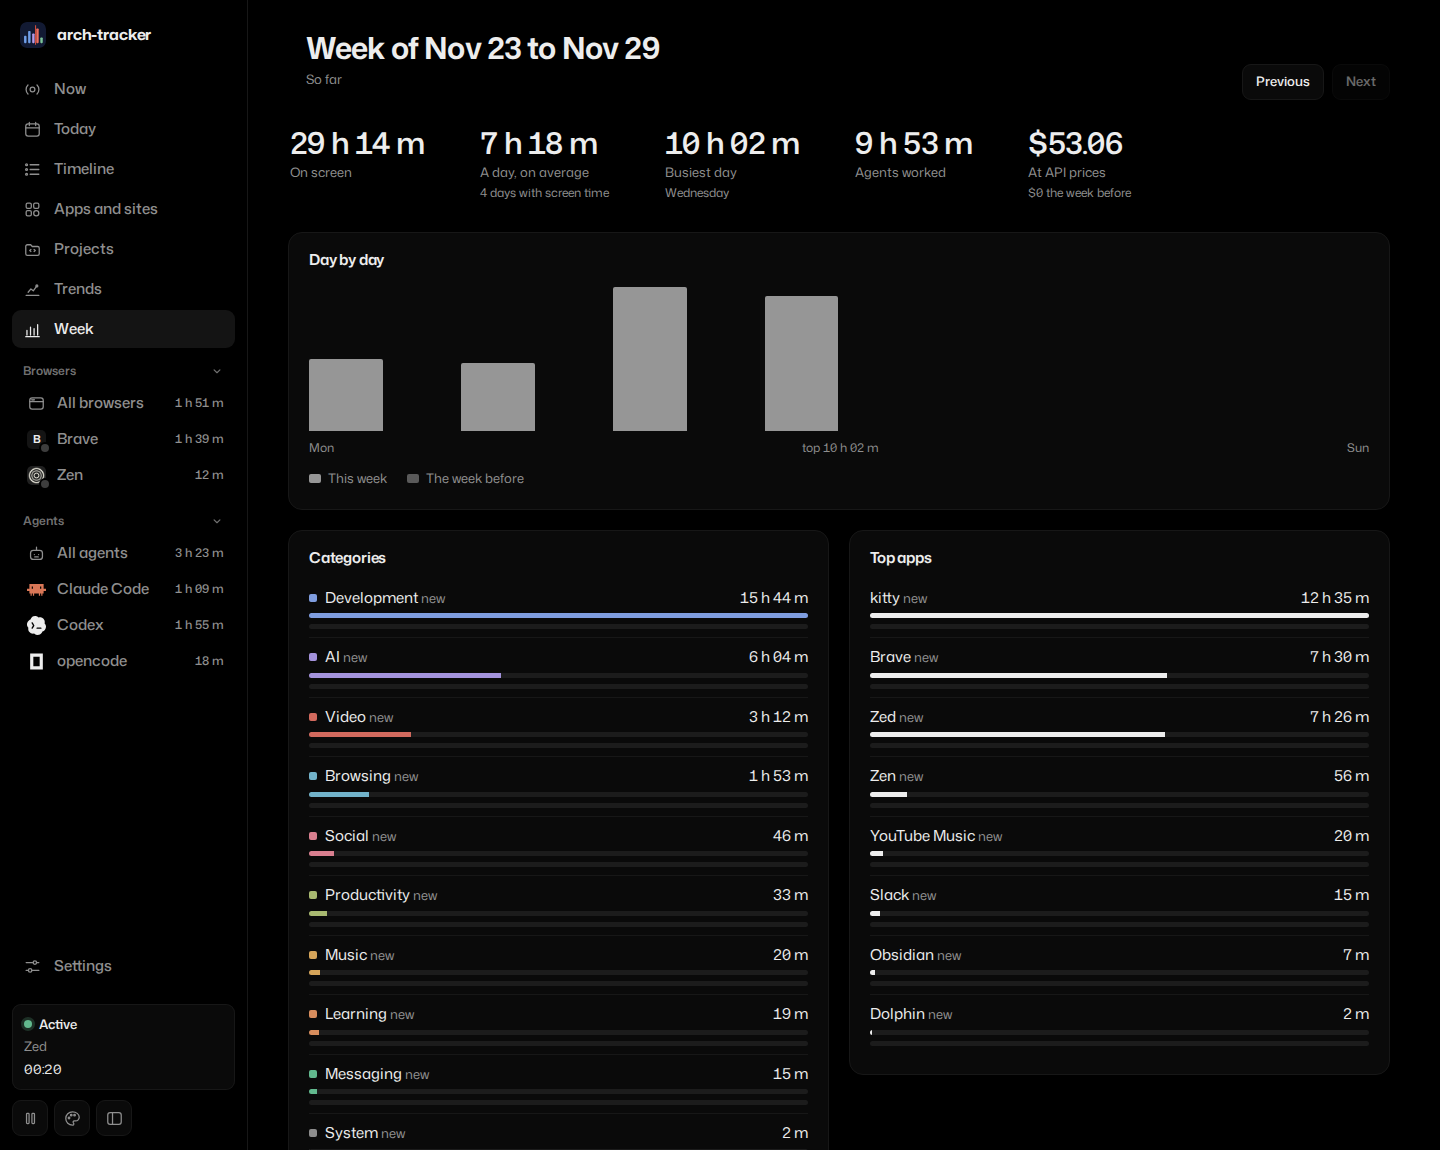 arch-tracker
Now
Today
Timeline
Apps and sites
Projects
Trends
Week
Browsers
All browsers 1 h 51 m
B Brave 1 h 39 m
Zen 12 m
Agents
All agents 3 h 23 m
Claude Code 1 h 09 m
Codex 1 h 55 m
opencode 18 m
Settings
Active
Zed
00:20
Week of Nov 23 to Nov 29
So far
Previous Next
29 h 14 m 7 h 18 m 10 h 02 m 9 h 53 m $53.06
On screen A day, on average Busiest day Agents worked At API prices
4 days with screen time Wednesday $0 the week before
Day by day
Mon top 10 h 02 m Sun
This week The week before
Categories
Development new 15 h 44 m
AI new 6 h 04 m
Video new 3 h 12 m
Browsing new 1 h 53 m
Social new 46 m
Productivity new 33 m
Music new 20 m
Learning new 19 m
Messaging new 15 m
System new 2 m
Top apps
kitty new 12 h 35 m
Brave new 7 h 30 m
Zed new 7 h 26 m
Zen new 56 m
YouTube Music new 20 m
Slack new 15 m
Obsidian new 7 m
Dolphin new 2 m